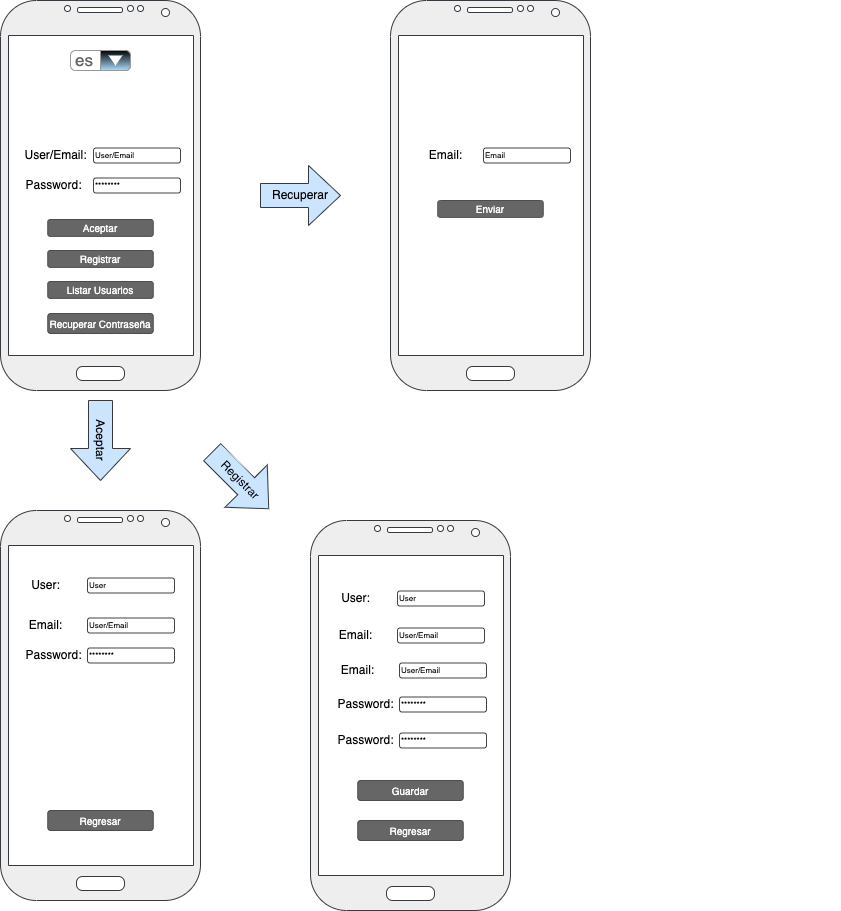 es
User/Email: User/Email
Password: ********
Aceptar
Registrar
Listar Usuarios
Recuperar Contraseña
Recuperar
Email: Email
Enviar
Aceptar
Registrar
User: User
Email: User/Email
Password: ********
Regresar
User: User
Email: User/Email
Email: User/Email
Password: ********
Password: ********
Guardar
Regresar